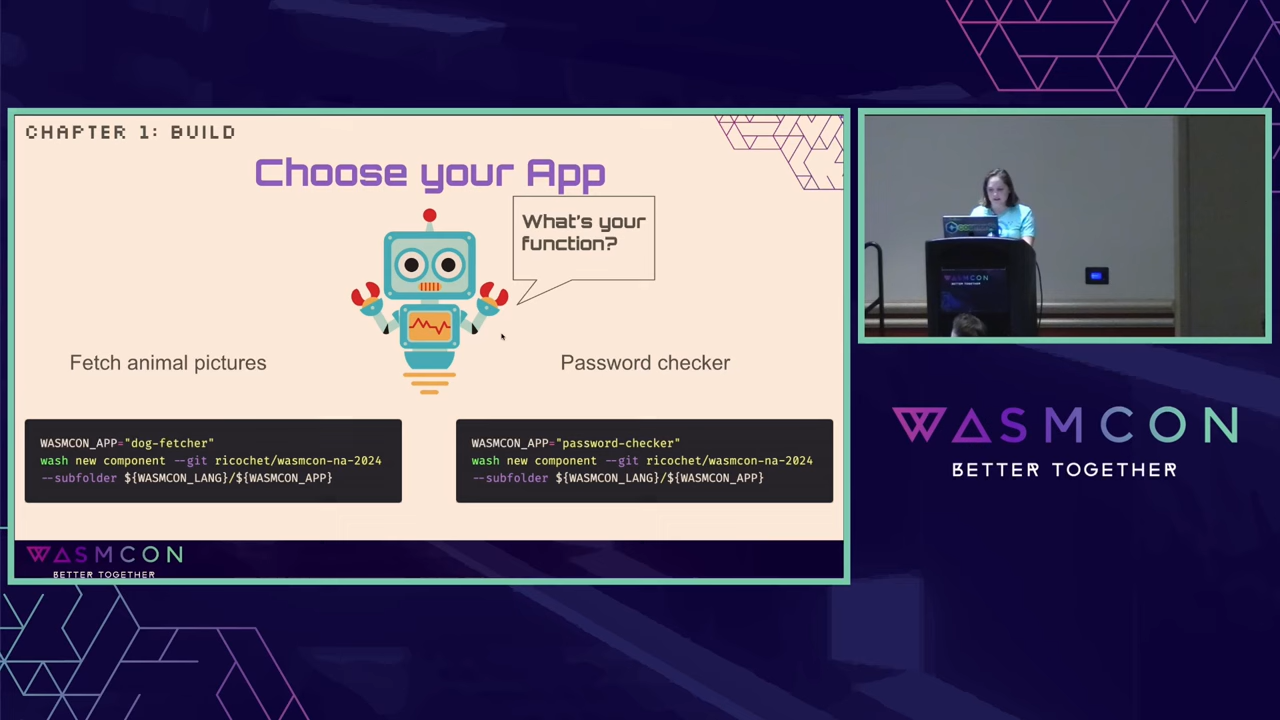 CHAPTER 1: BUILD
Choose your App
What's your
function?
Fetch animal pictures
Password checker
WASMCON_APP="dog-fetcher"
wash new component --git ricochet/wasmcon-na-2024
--subfolder ${WASMCON_LANG}/${WASMCON_APP}
WASMCON_APP="password-checker"
wash new component --git ricochet/wasmcon-na-2024
--subfolder ${WASMCON_LANG}/${WASMCON_APP}
WASMCON
BETTER TOGETHER
WASMCON
WASMCON
BETTER TOGETHER